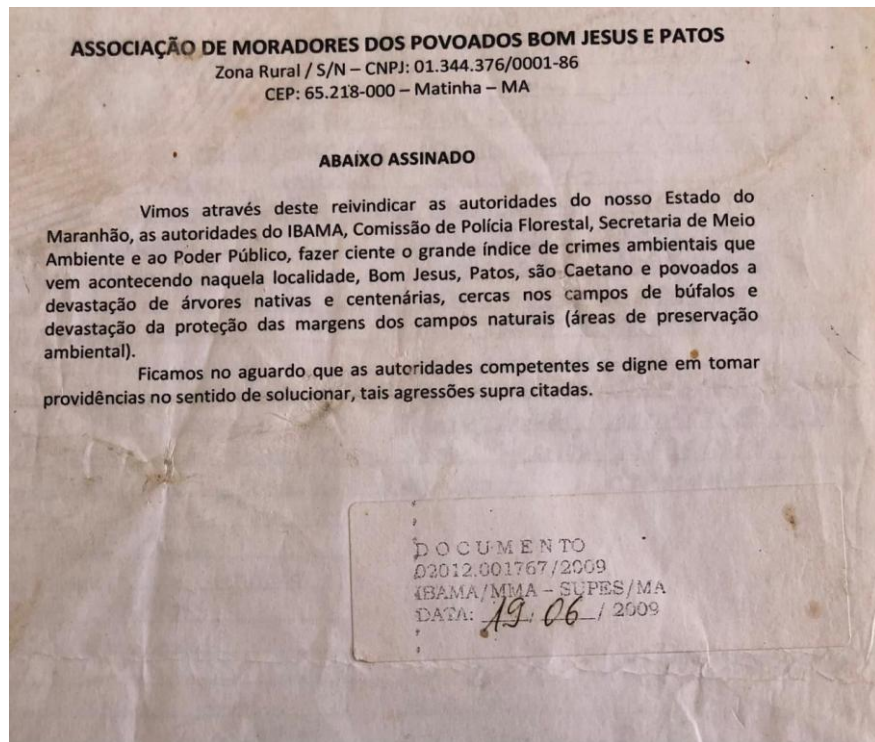 ASSOCIAÇÃO DE MORADORES DOS POVOADOS BOM JESUS E PATOS
Zona Rural / S/N – CNPJ: 01.344.376/0001-86
CEP: 65.218-000 – Matinha – MA
ABAIXO ASSINADO
Vimos através deste reivindicar as autoridades do nosso Estado do
Maranhão, as autoridades do IBAMA, Comissão de Polícia Florestal, Secretaria de Meio
Ambiente e ao Poder Público, fazer ciente o grande índice de crimes ambientais que
vem acontecendo naquela localidade, Bom Jesus, Patos, são Caetano e povoados a
devastação de árvores nativas e centenárias, cercas nos campos de búfalos e
devastação da proteção das margens dos campos naturais (áreas de preservação
ambiental).
Ficamos no aguardo que as autoridades competentes se digne em tomar
providências no sentido de solucionar, tais agressões supra citadas.
DOCUMENTO
02012.001767/2009
IBAMA/MMA - SUPES/MA
DATA: 19/06/2009